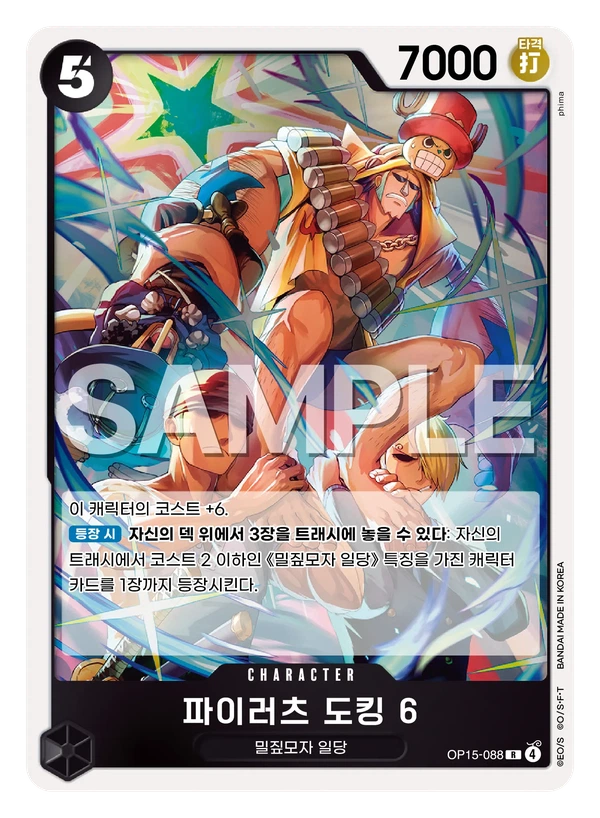 5
7000
타격
打
phima
SAMPLE
이 캐릭터의 코스트 +6.
등장 시 자신의 덱 위에서 3장을 트래시에 놓을 수 있다: 자신의
트래시에서 코스트 2 이하인 《밀짚모자 일당》 특징을 가진 캐릭터
카드를 1장까지 등장시킨다.
CHARACTER
파이러츠 도킹 6
밀짚모자 일당
OP15-088 R 4
©EO/S ©O/S・F・T BANDAI MADE IN KOREA